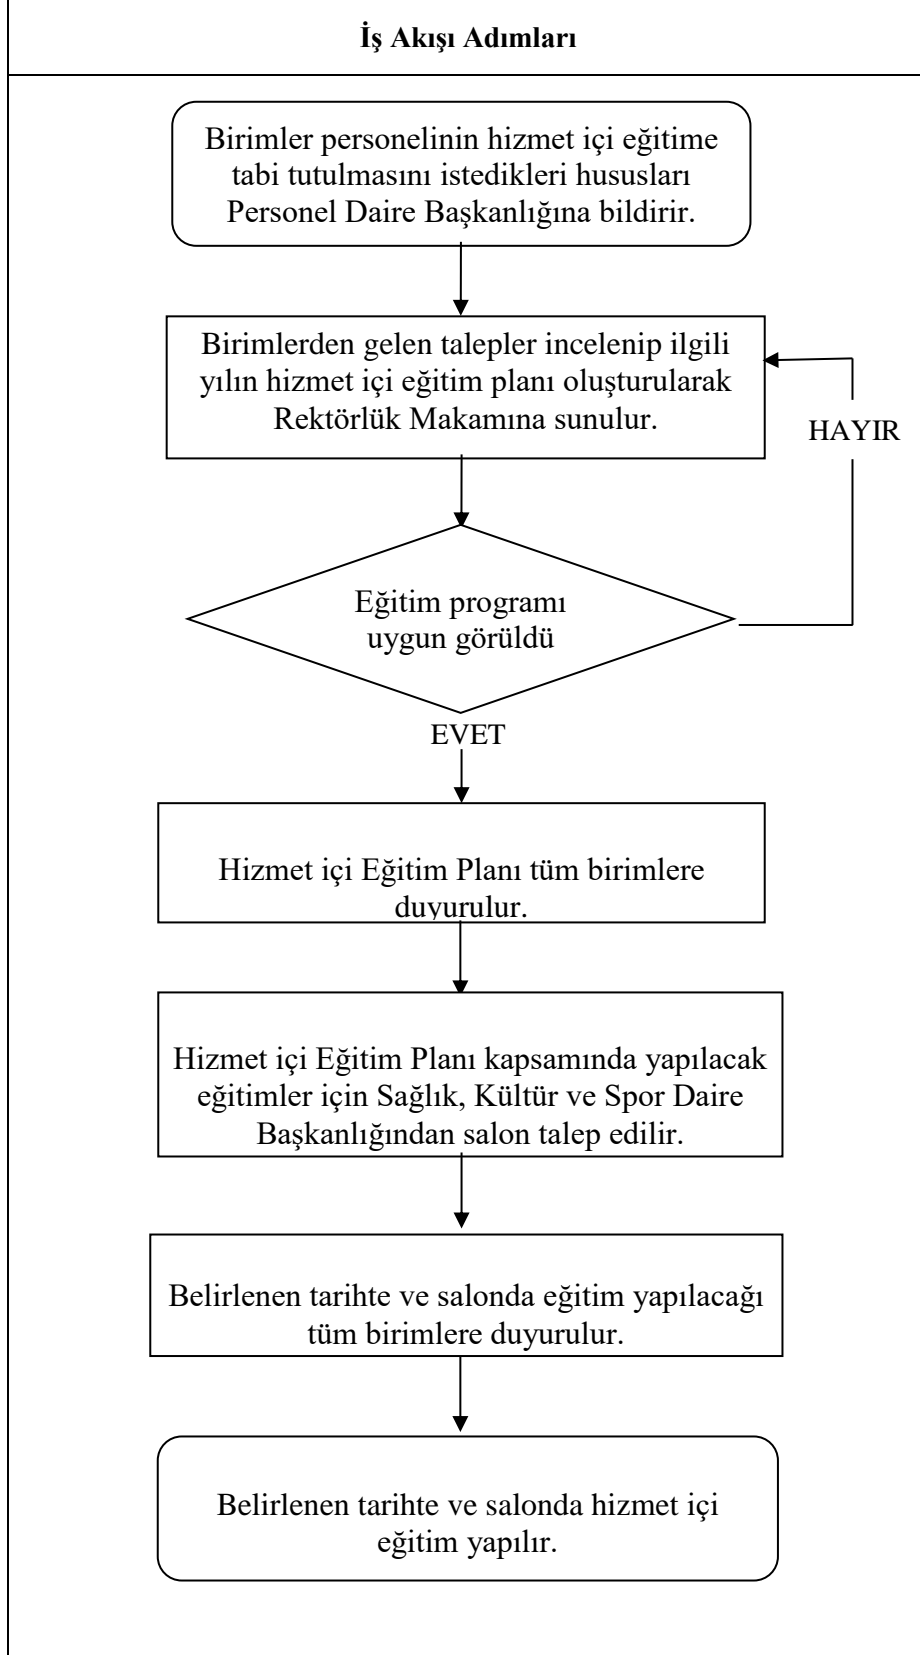 İş Akışı Adımları
Birimler personelinin hizmet içi eğitime
tabi tutulmasını istedikleri hususları
Personel Daire Başkanlığına bildirir.
Birimlerden gelen talepler incelenip ilgili
yılın hizmet içi eğitim planı oluşturularak
Rektörlük Makamına sunulur.
HAYIR
Eğitim programı
uygun görüldü
EVET
Hizmet içi Eğitim Planı tüm birimlere
duyurulur.
Hizmet içi Eğitim Planı kapsamında yapılacak
eğitimler için Sağlık, Kültür ve Spor Daire
Başkanlığından salon talep edilir.
Belirlenen tarihte ve salonda eğitim yapılacağı
tüm birimlere duyurulur.
Belirlenen tarihte ve salonda hizmet içi
eğitim yapılır.